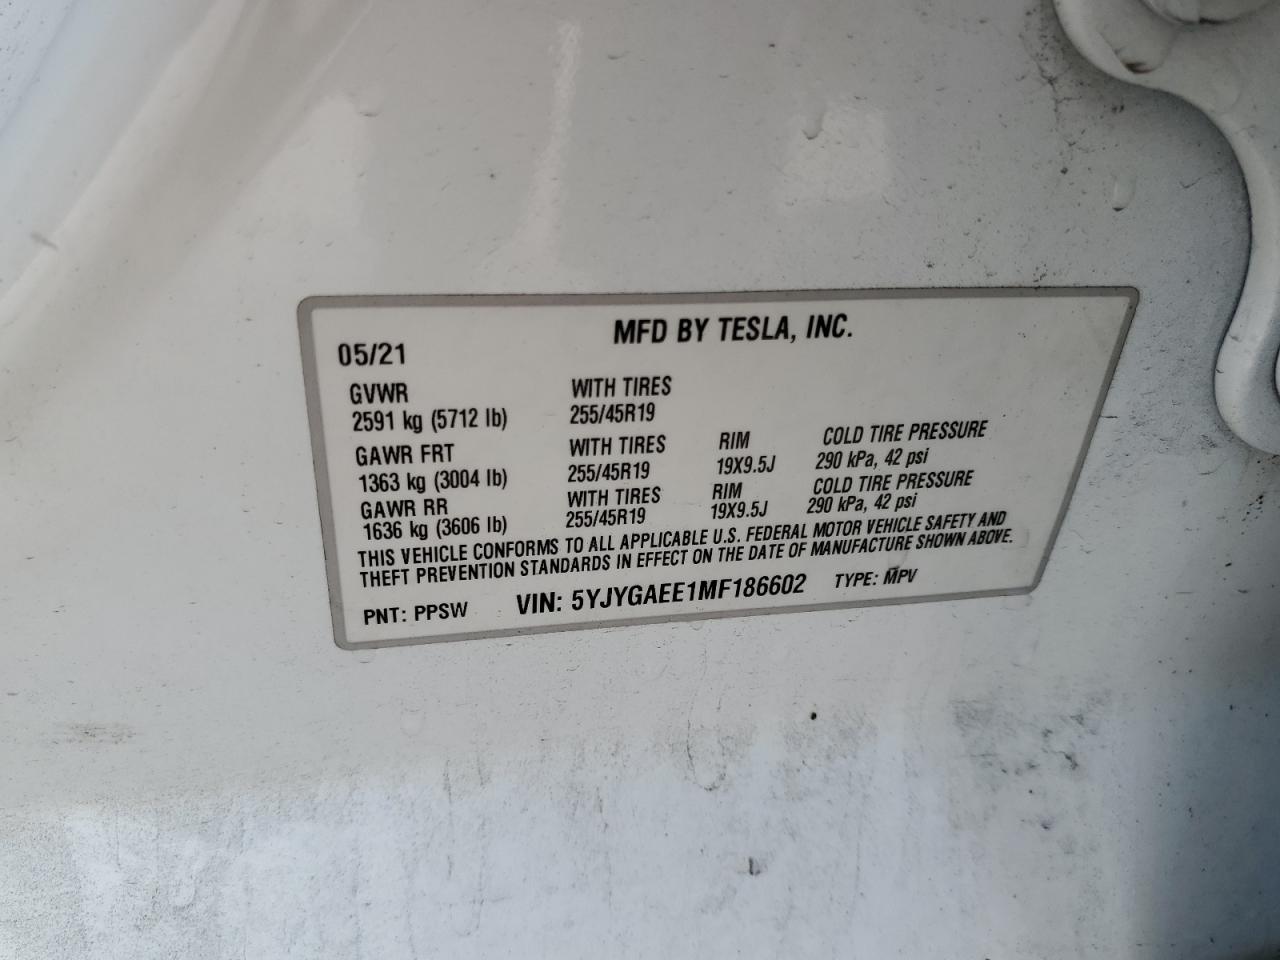 MFD BY TESLA, INC.
05/21
GVWR WITH TIRES
2591 kg (5712 lb) 255/45R19
GAWR FRT WITH TIRES RIM COLD TIRE PRESSURE
1363 kg (3004 lb) 255/45R19 19X9.5J 290 kPa, 42 psi
GAWR RR WITH TIRES RIM COLD TIRE PRESSURE
1636 kg (3606 lb) 255/45R19 19X9.5J 290 kPa, 42 psi
THIS VEHICLE CONFORMS TO ALL APPLICABLE U.S. FEDERAL MOTOR VEHICLE SAFETY AND
THEFT PREVENTION STANDARDS IN EFFECT ON THE DATE OF MANUFACTURE SHOWN ABOVE.
PNT: PPSW VIN: 5YJYGAEE1MF186602 TYPE: MPV